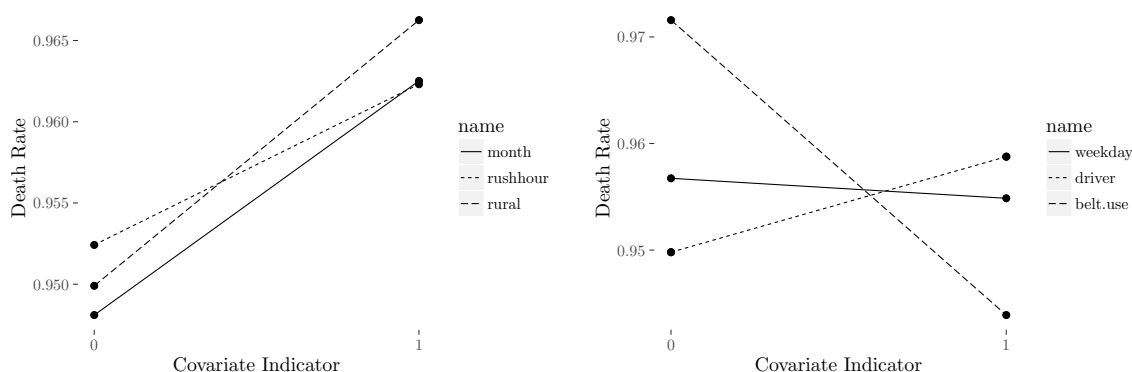 0.965
0.960
0.955
0.950
Death Rate
0
1
Covariate Indicator
name
month
rushhour
rural
0.97
0.96
0.95
Death Rate
0
1
Covariate Indicator
name
weekday
driver
belt.use